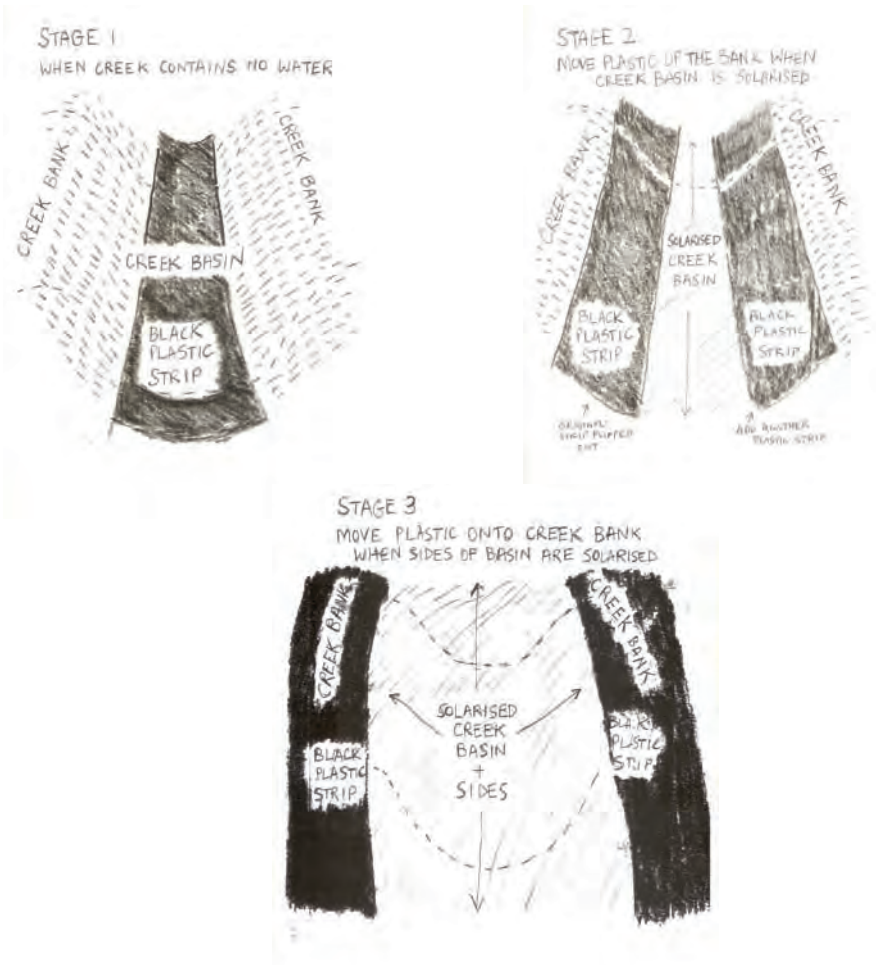 STAGE 1
WHEN CREEK CONTAINS NO WATER
CREEK BANK
CREEK BANK
CREEK BASIN
BLACK
PLASTIC
STRIP
STAGE 2
MOVE PLASTIC UP THE BANK WHEN
CREEK BASIN IS SOLARISED
CREEK BANK
CREEK BANK
SOLARISED
CREEK
BASIN
BLACK
PLASTIC
STRIP
BLACK
PLASTIC
STRIP
ORIGINAL
STRIP FLIPPED
OUT
ADD ANOTHER
PLASTIC STRIP
STAGE 3
MOVE PLASTIC ONTO CREEK BANK
WHEN SIDES OF BASIN ARE SOLARISED
CREEK BANK
CREEK BANK
SOLARISED
CREEK
BASIN
+
SIDES
BLACK
PLASTIC
STRIP
BLACK
PLASTIC
STRIP